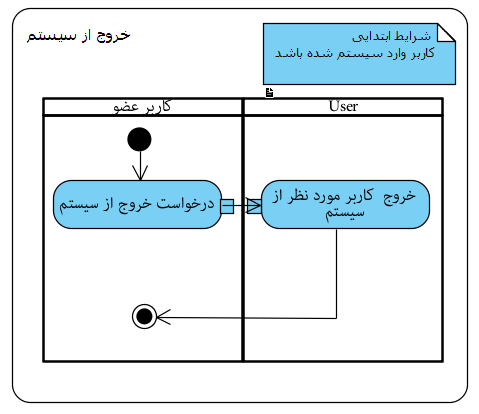 خروج از سیستم
شرایط ابتدایی
کاربر وارد سیستم شده باشد
کاربر عضو
User
درخواست خروج از سیستم
خروج کاربر مورد نظر از
سیستم